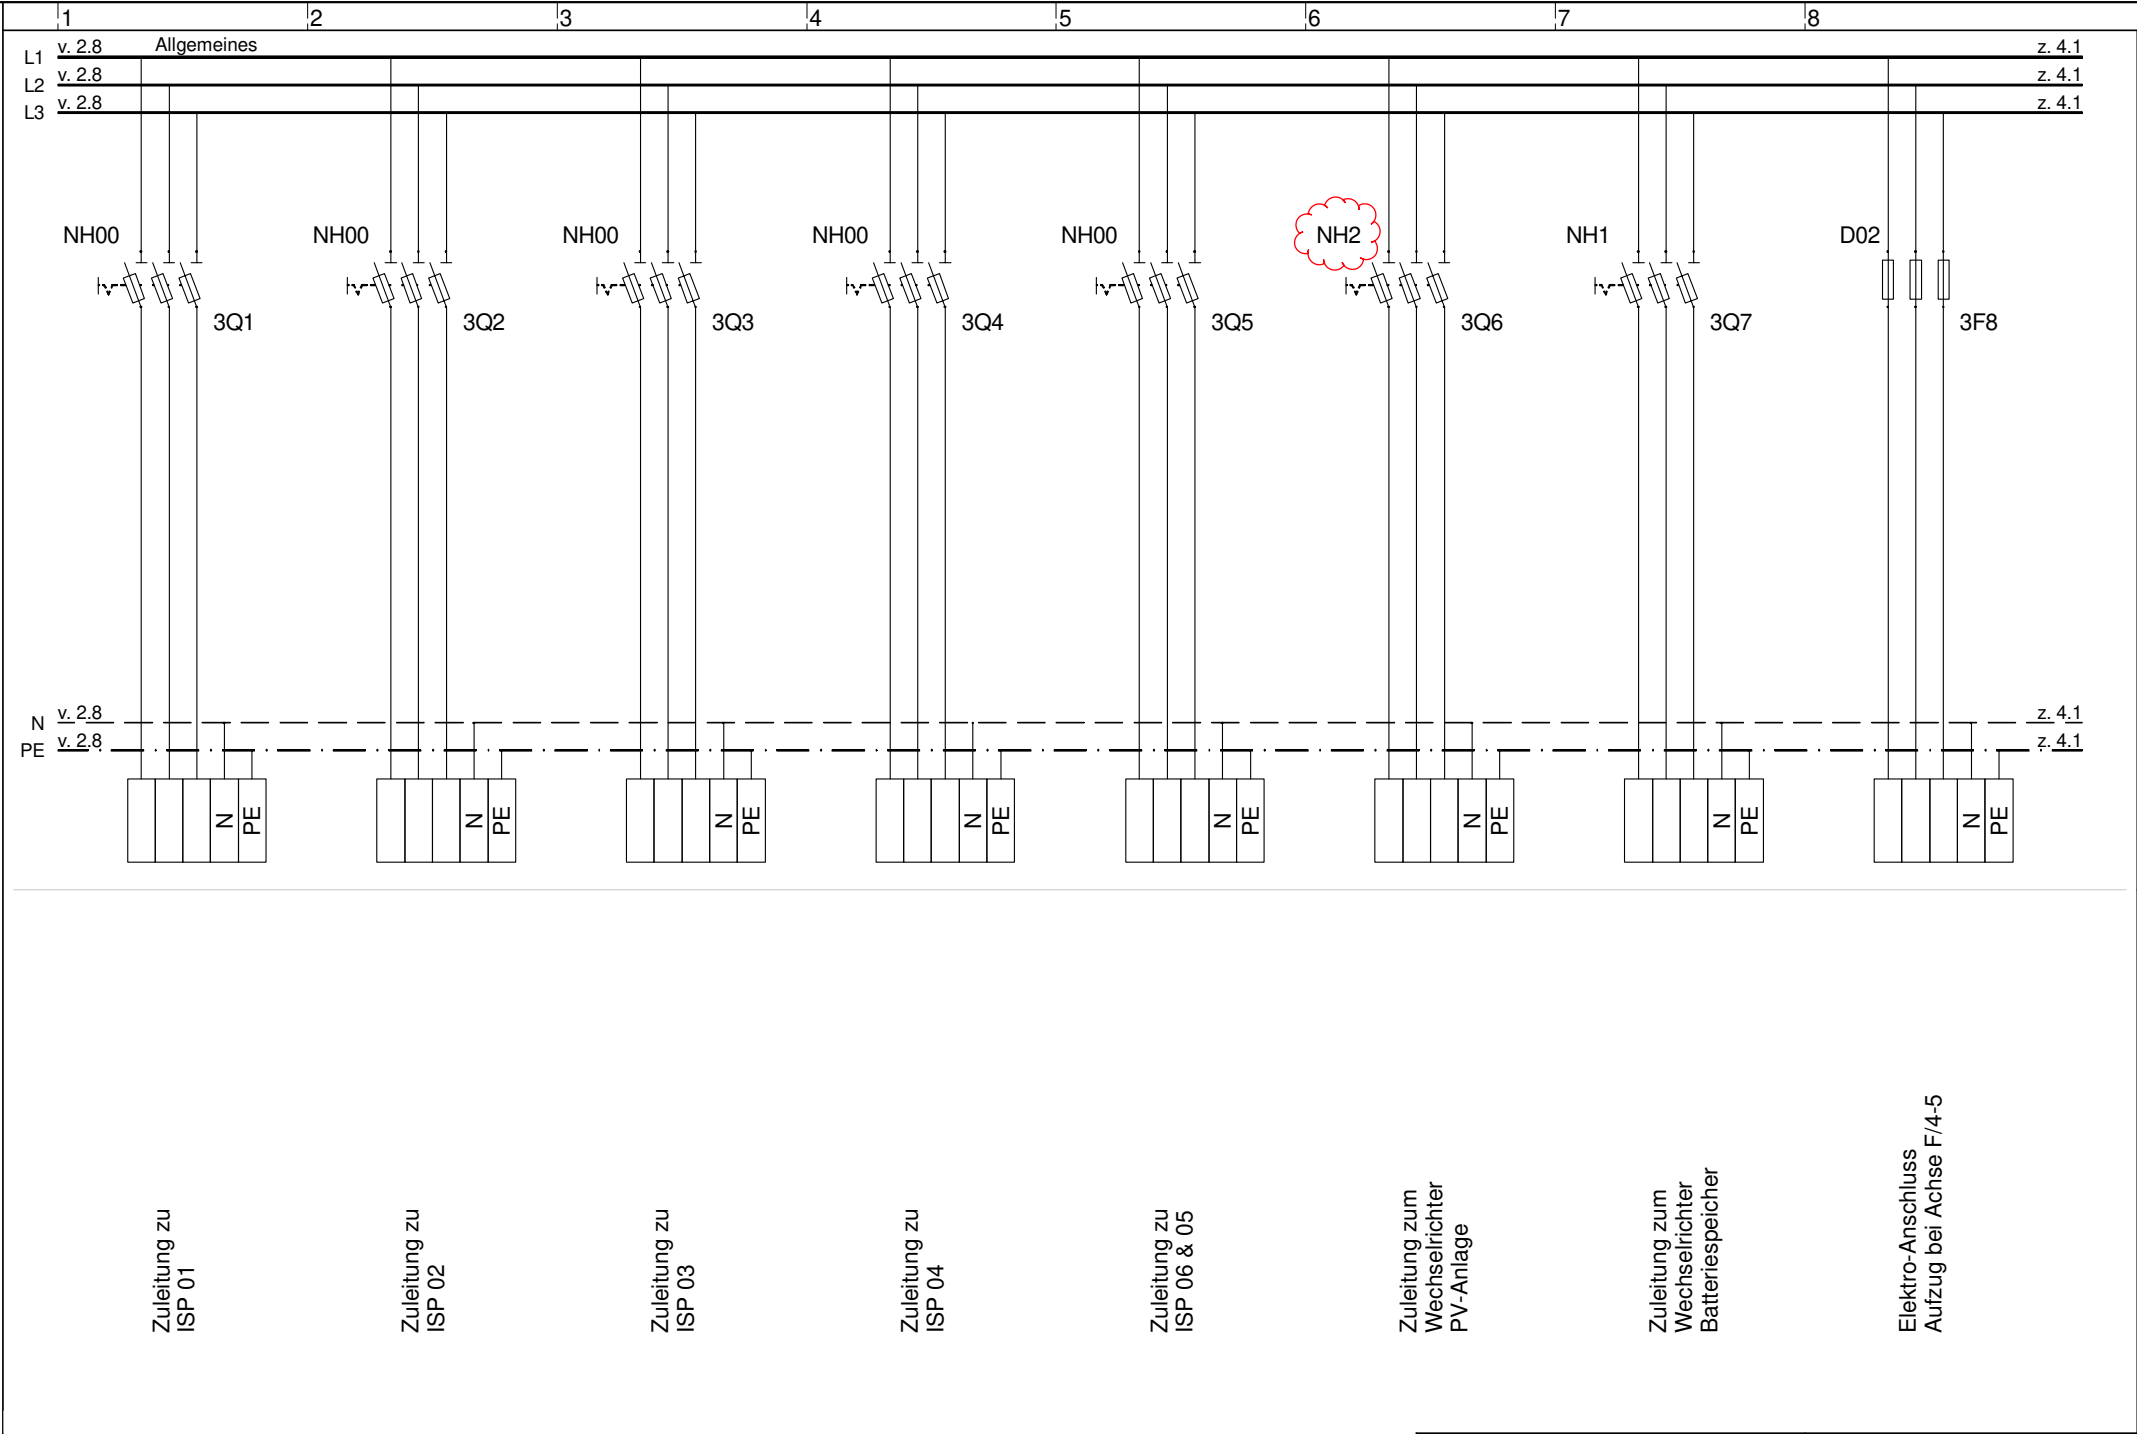 1 2 3 4 5 6 7 8
L1 v. 2.8 Allgemeines z. 4.1
L2 v. 2.8 z. 4.1
L3 v. 2.8 z. 4.1
NH00 NH00 NH00 NH00 NH00 NH2 NH1 D02
3Q1 3Q2 3Q3 3Q4 3Q5 3Q6 3Q7 3F8
N v. 2.8 z. 4.1
PE v. 2.8 z. 4.1
N PE N PE N PE N PE N PE N PE N PE N PE
Zuleitung zu
ISP 01
Zuleitung zu
ISP 02
Zuleitung zu
ISP 03
Zuleitung zu
ISP 04
Zuleitung zu
ISP 06 & 05
Zuleitung zum
Wechselrichter
PV-Anlage
Zuleitung zum
Wechselrichter
Batteriespeicher
Elektro-Anschluss
Aufzug bei Achse F/4-5